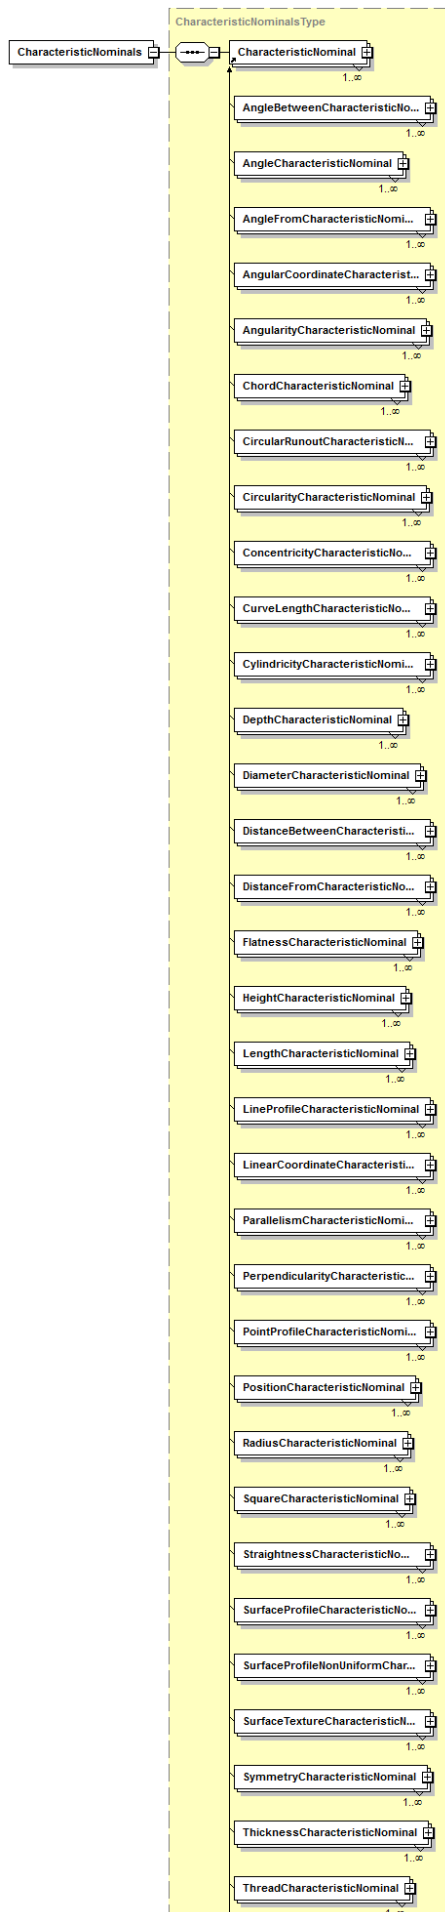 CharacteristicNominalsType
CharacteristicNominals
CharacteristicNominal
1..∞
AngleBetweenCharacteristicNo...
1..∞
AngleCharacteristicNominal
1..∞
AngleFromCharacteristicNomi...
1..∞
AngularCoordinateCharacterist...
1..∞
AngularityCharacteristicNominal
1..∞
ChordCharacteristicNominal
1..∞
CircularRunoutCharacteristicN...
1..∞
CircularityCharacteristicNominal
1..∞
ConcentricityCharacteristicNo...
1..∞
CurveLengthCharacteristicNo...
1..∞
CylindricityCharacteristicNomi...
1..∞
DepthCharacteristicNominal
1..∞
DiameterCharacteristicNominal
1..∞
DistanceBetweenCharacteristi...
1..∞
DistanceFromCharacteristicNo...
1..∞
FlatnessCharacteristicNominal
1..∞
HeightCharacteristicNominal
1..∞
LengthCharacteristicNominal
1..∞
LineProfileCharacteristicNominal
1..∞
LinearCoordinateCharacteristi...
1..∞
ParallelismCharacteristicNomi...
1..∞
PerpendicularityCharacteristic...
1..∞
PointProfileCharacteristicNomi...
1..∞
PositionCharacteristicNominal
1..∞
RadiusCharacteristicNominal
1..∞
SquareCharacteristicNominal
1..∞
StraightnessCharacteristicNo...
1..∞
SurfaceProfileCharacteristicNo...
1..∞
SurfaceProfileNonUniformChar...
1..∞
SurfaceTextureCharacteristicN...
1..∞
SymmetryCharacteristicNominal
1..∞
ThicknessCharacteristicNominal
1..∞
ThreadCharacteristicNominal
1..∞